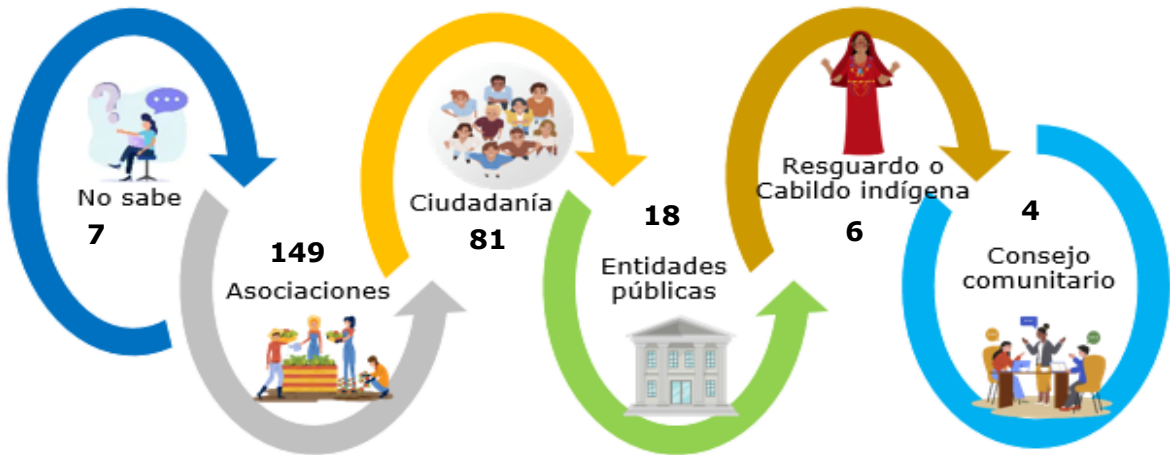 No sabe
7
149
Asociaciones
Ciudadanía
81
18
Entidades
públicas
Resguardo o
Cabildo indígena
6
4
Consejo
comunitario